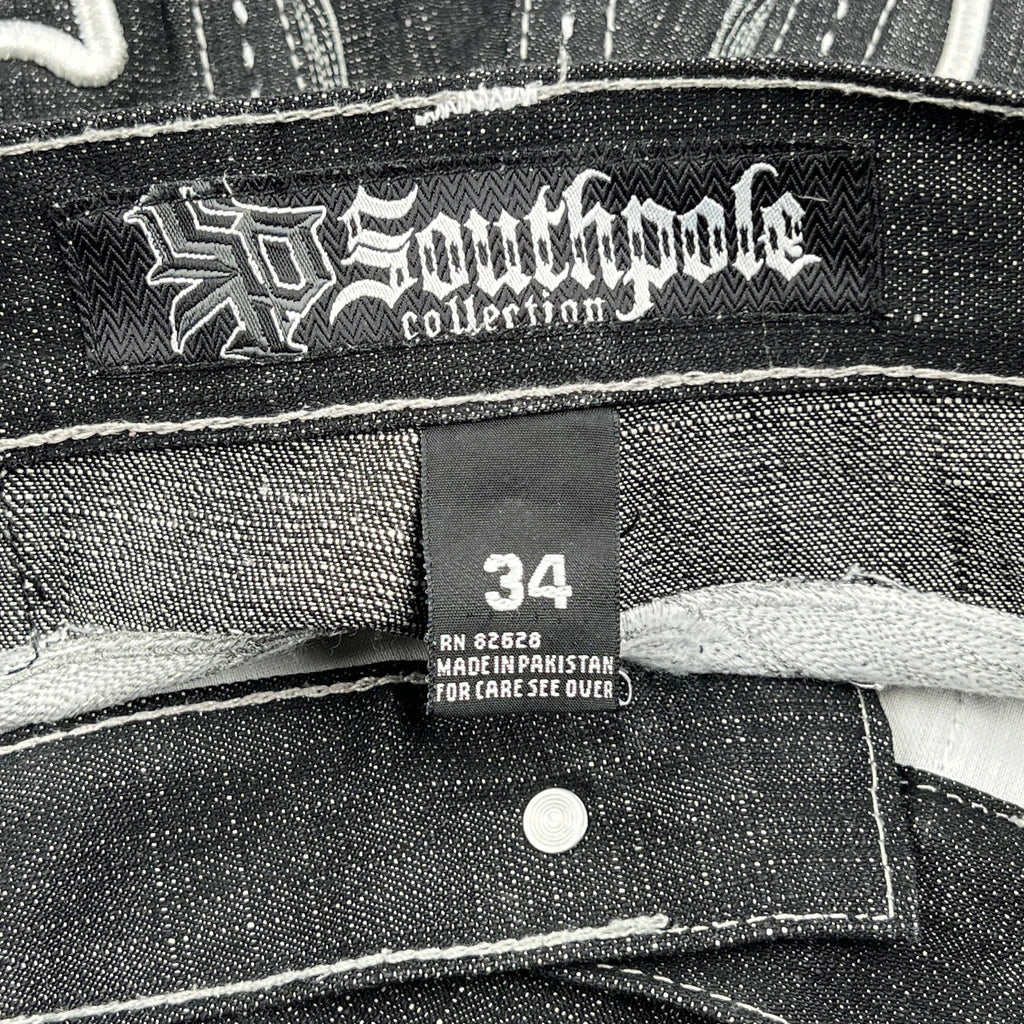 SP Southpole
collection
34
RN 82628
MADE IN PAKISTAN
FOR CARE SEE OVER